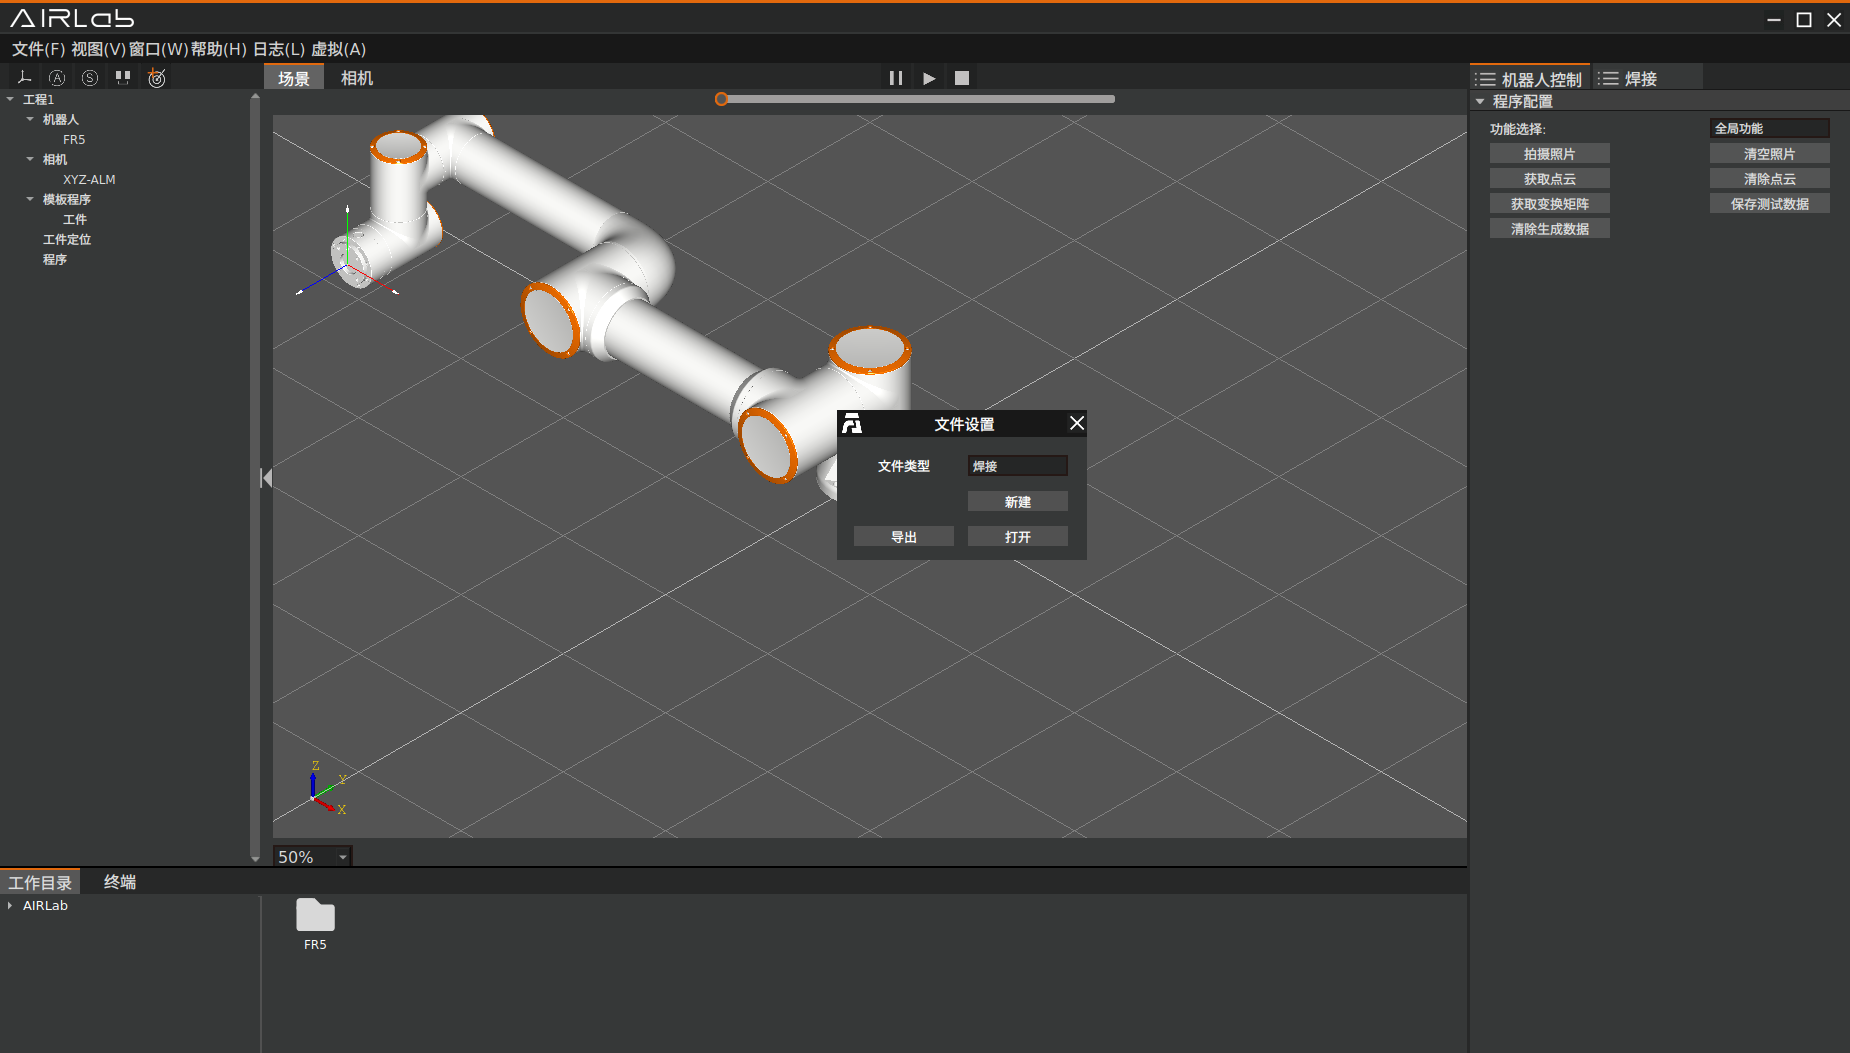 AIRLab
文件(F) 视图(V) 窗口(W) 帮助(H) 日志(L) 虚拟(A)
A S
场景 相机
机器人控制 焊接
工程1
机器人
FR5
相机
XYZ-ALM
模板程序
工件
工件定位
程序
程序配置
功能选择: 全局功能
拍摄照片 清空照片
获取点云 清除点云
获取变换矩阵 保存测试数据
清除生成数据
文件设置
文件类型 焊接
新建
导出 打开
Z
Y
X
50%
工作目录 终端
AIRLab
FR5